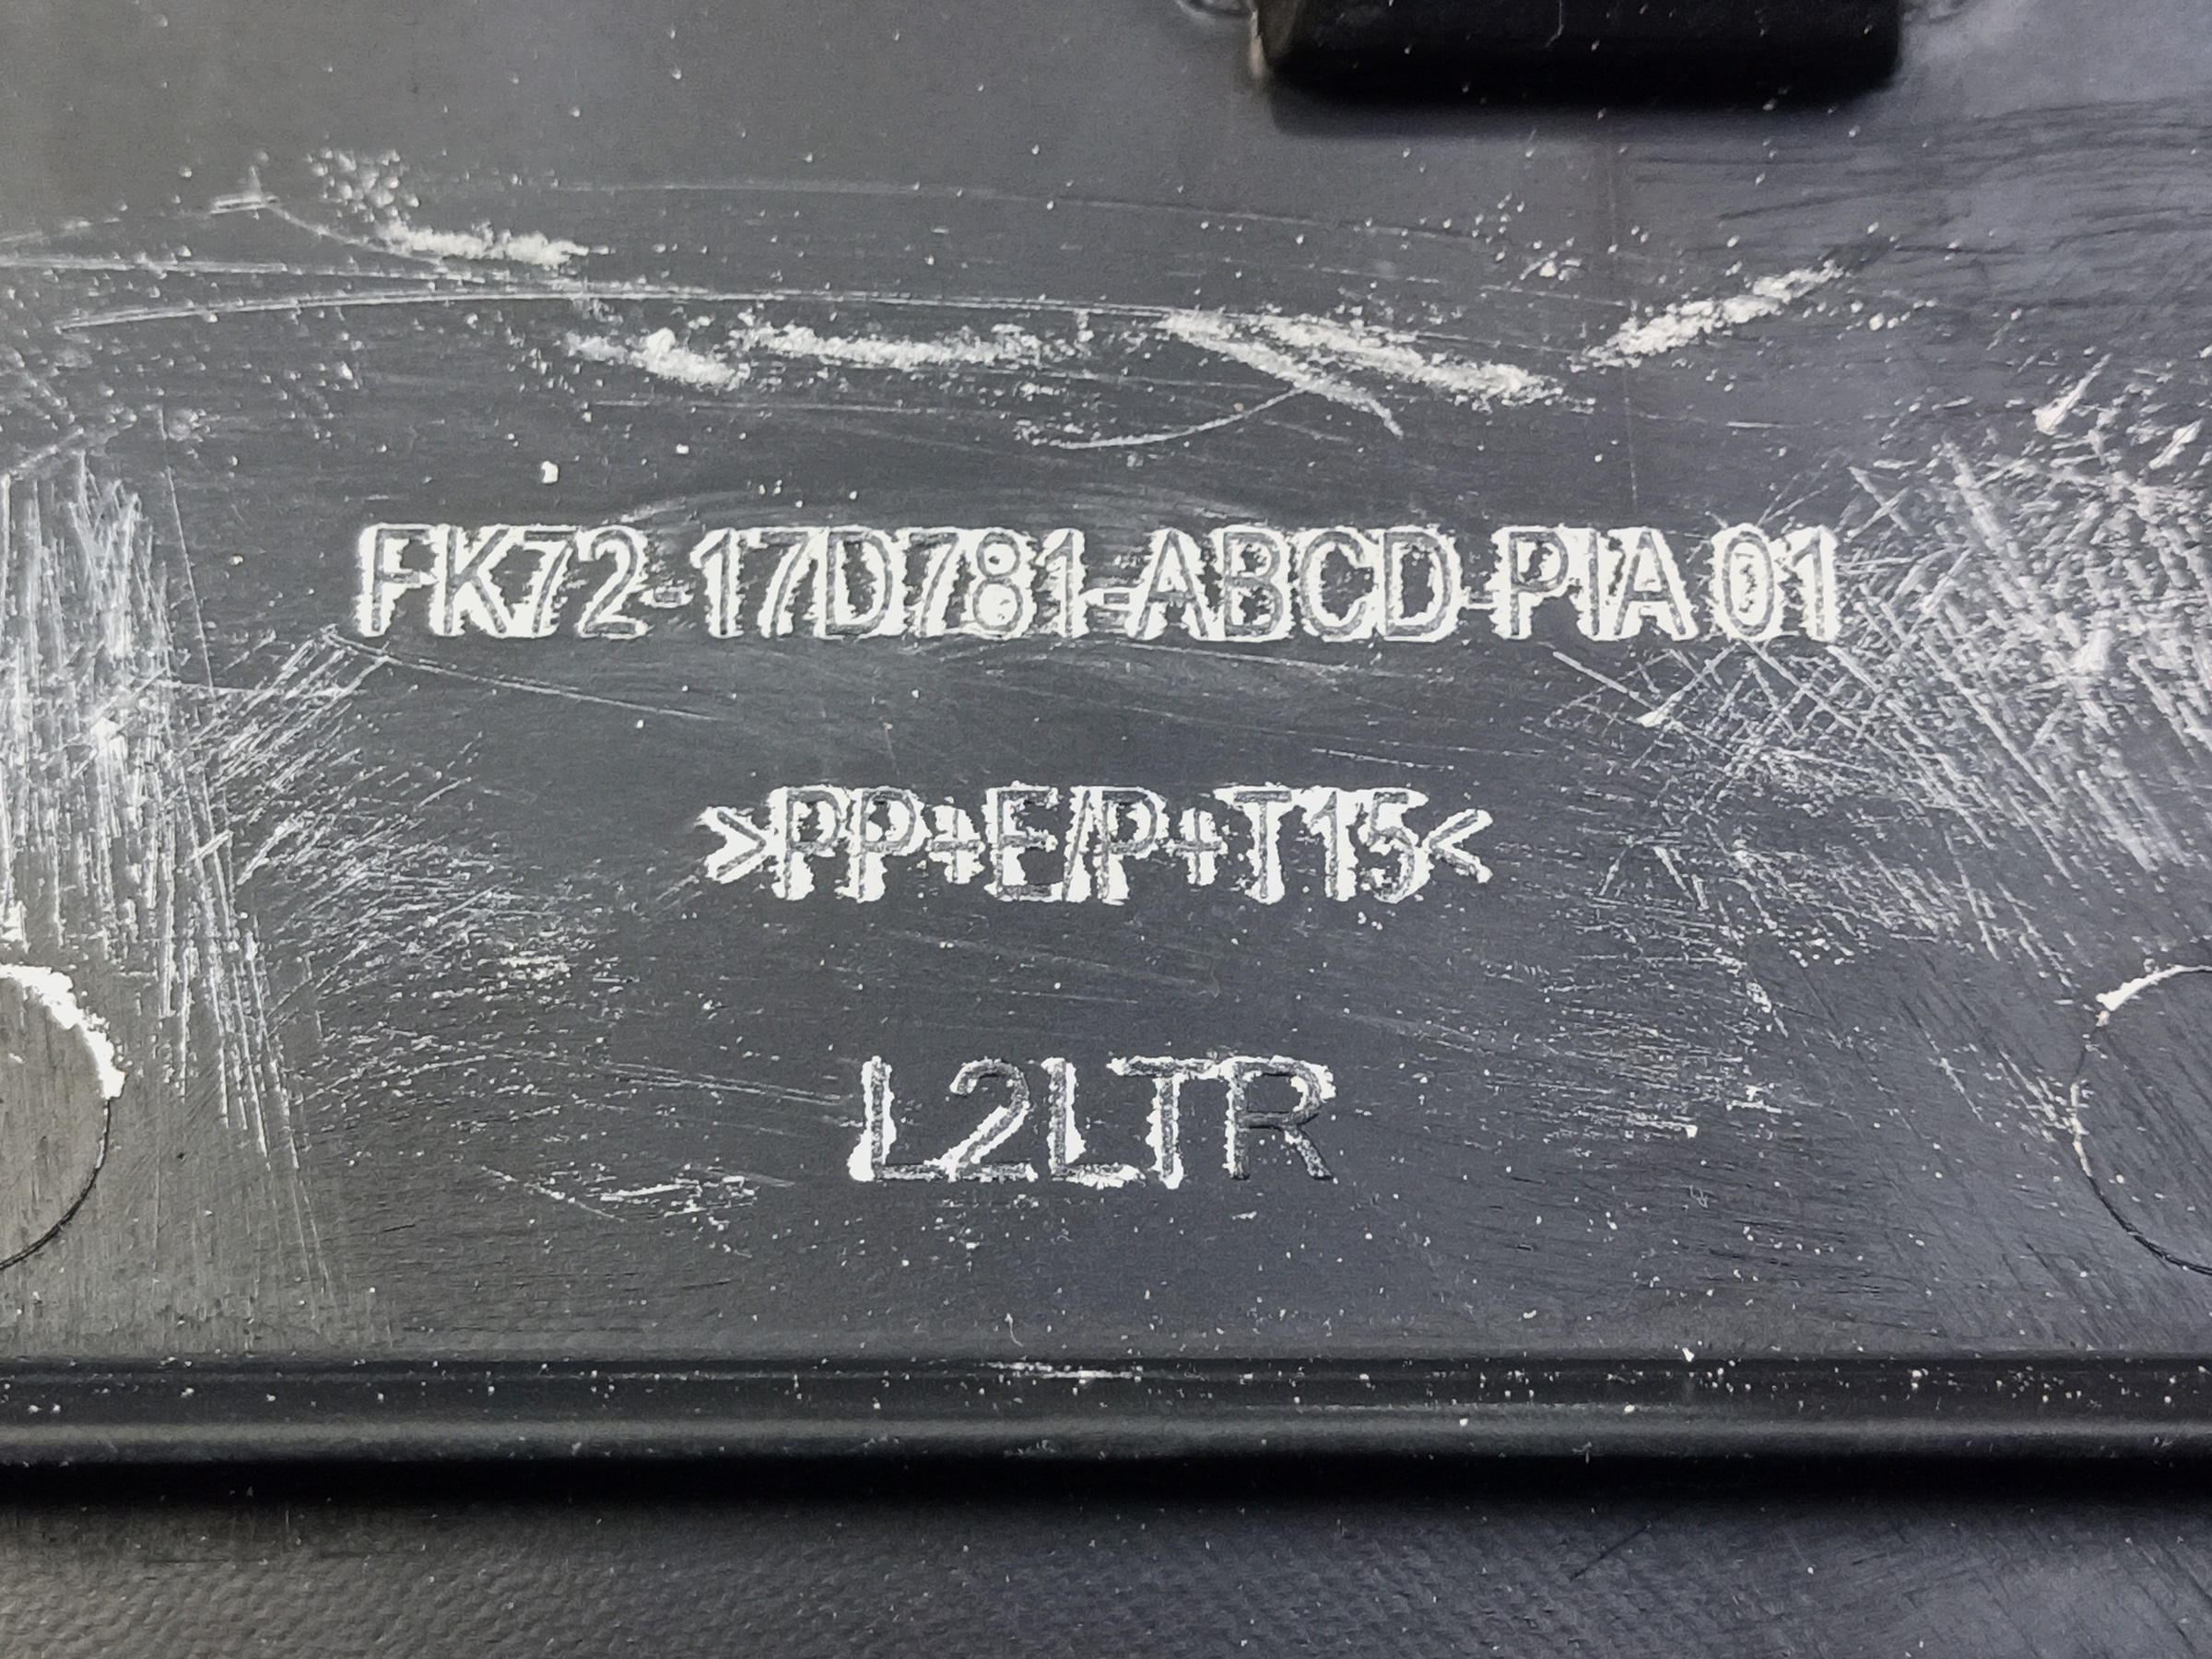 FK72-17D781-ABCD-PIA 01
>PP+E/P+T15<
L2LTR